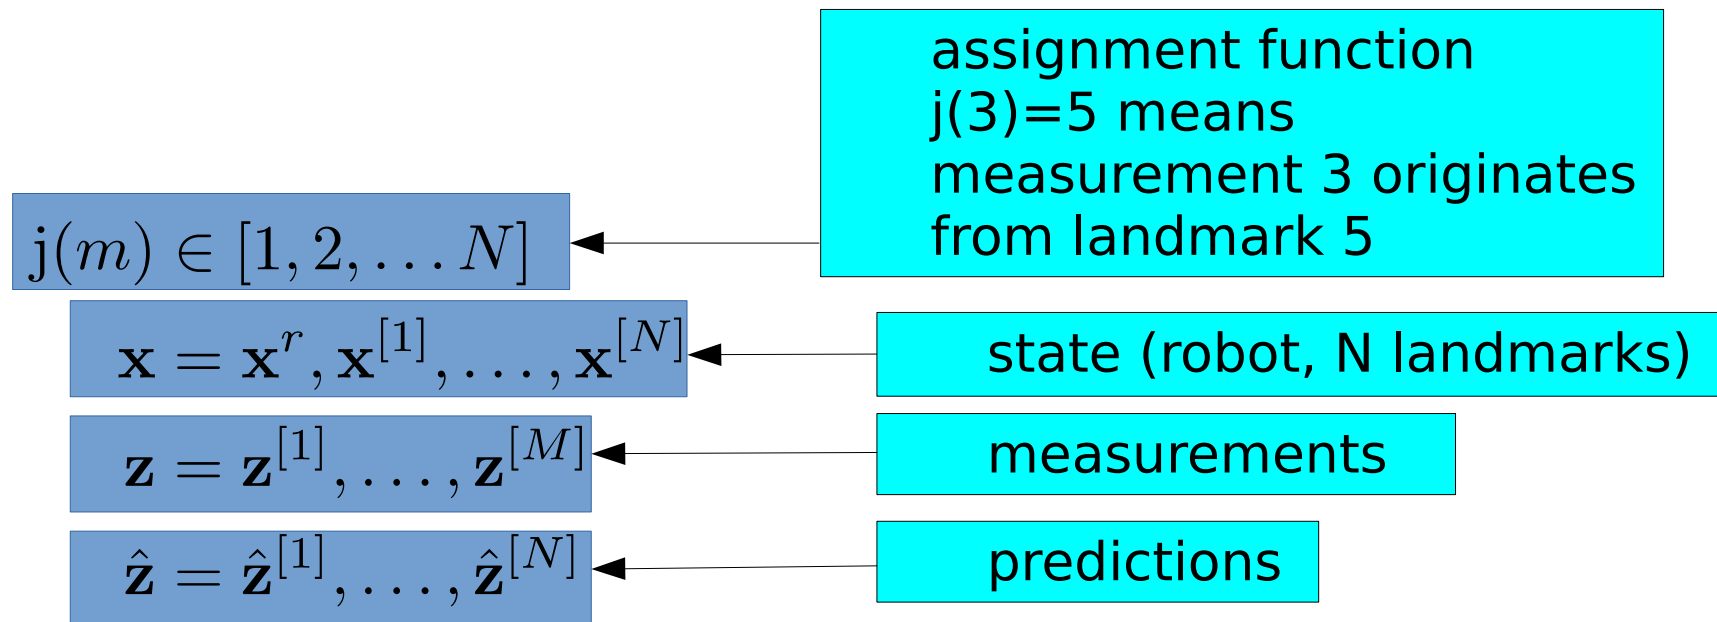 assignment function
j(3)=5 means
measurement 3 originates
from landmark 5
j(m) ∈ [1, 2, … N]
𝐱 = 𝐱^r, 𝐱^[1], …, 𝐱^[N]
state (robot, N landmarks)
𝐳 = 𝐳^[1], …, 𝐳^[M]
measurements
𝐳̂ = 𝐳̂^[1], …, 𝐳̂^[N]
predictions